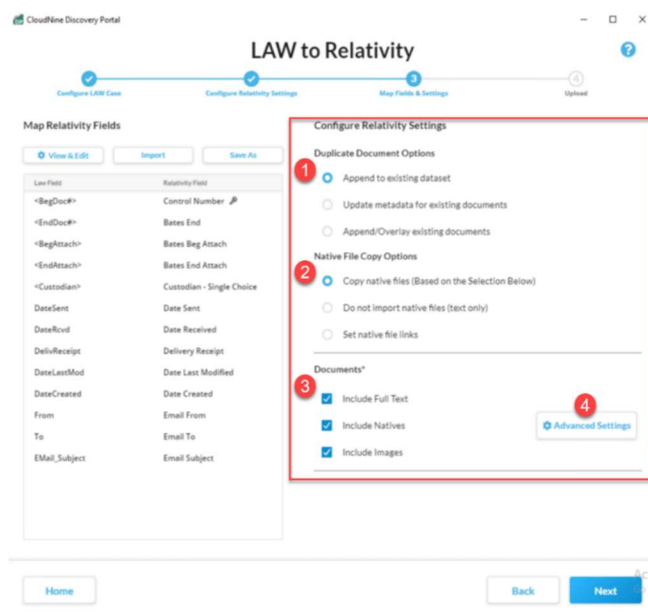 CloudNine Discovery Portal
LAW to Relativity
?
3
4
Configure LAW Case
Configure Relativity Settings
Map Fields & Settings
Upload
Map Relativity Fields
View & Edit
Import
Save As
Law Field Relativity Field
<BegDoc#> Control Number
<EndDoc#> Bates End
<BegAttach> Bates Beg Attach
<EndAttach> Bates End Attach
<Custodian> Custodian - Single Choice
DateSent Date Sent
DateRcvd Date Received
DelivReceipt Delivery Receipt
DateLastMod Date Last Modified
DateCreated Date Created
From Email From
To Email To
EMail_Subject Email Subject
Configure Relativity Settings
Duplicate Document Options
1
Append to existing dataset
Update metadata for existing documents
Append/Overlay existing documents
Native File Copy Options
2
Copy native files (Based on the Selection Below)
Do not import native files (text only)
Set native file links
Documents*
3
Include Full Text
4
Include Natives
Advanced Settings
Include Images
Home
Back
Next